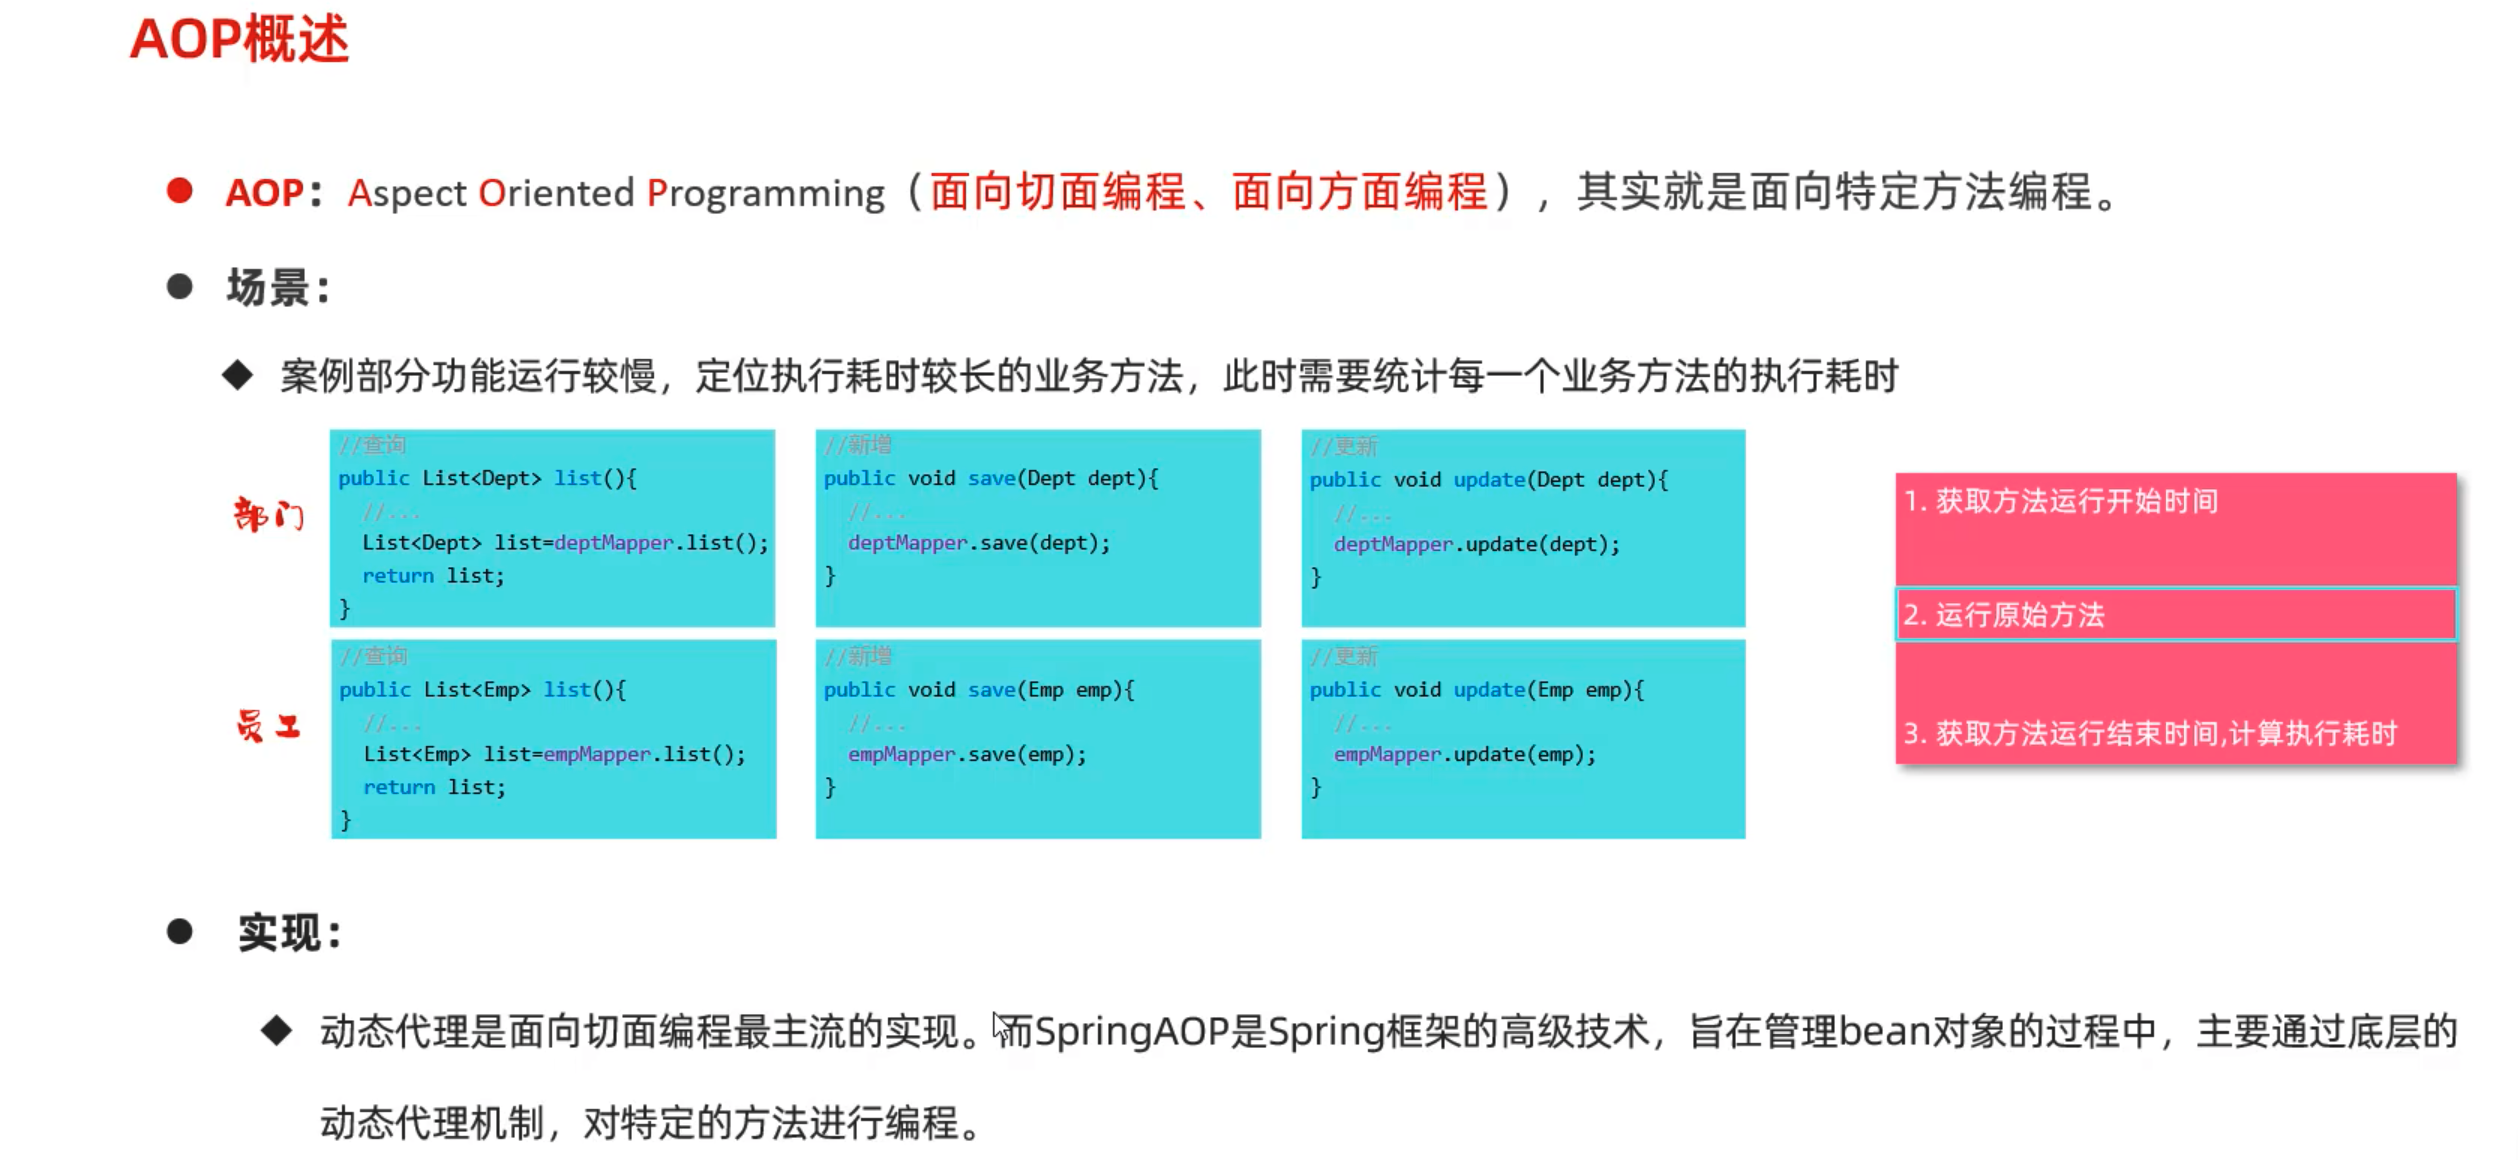 AOP概述
AOP：Aspect Oriented Programming（面向切面编程、面向方面编程），其实就是面向特定方法编程。
场景：
案例部分功能运行较慢，定位执行耗时较长的业务方法，此时需要统计每一个业务方法的执行耗时
部门
//查询
public List<Dept> list(){
//...
List<Dept> list=deptMapper.list();
return list;
}
//新增
public void save(Dept dept){
//...
deptMapper.save(dept);
}
//更新
public void update(Dept dept){
//...
deptMapper.update(dept);
}
员工
//查询
public List<Emp> list(){
//...
List<Emp> list=empMapper.list();
return list;
}
//新增
public void save(Emp emp){
//...
empMapper.save(emp);
}
//更新
public void update(Emp emp){
//...
empMapper.update(emp);
}
1. 获取方法运行开始时间
2. 运行原始方法
3. 获取方法运行结束时间,计算执行耗时
实现：
动态代理是面向切面编程最主流的实现。而SpringAOP是Spring框架的高级技术，旨在管理bean对象的过程中，主要通过底层的
动态代理机制，对特定的方法进行编程。